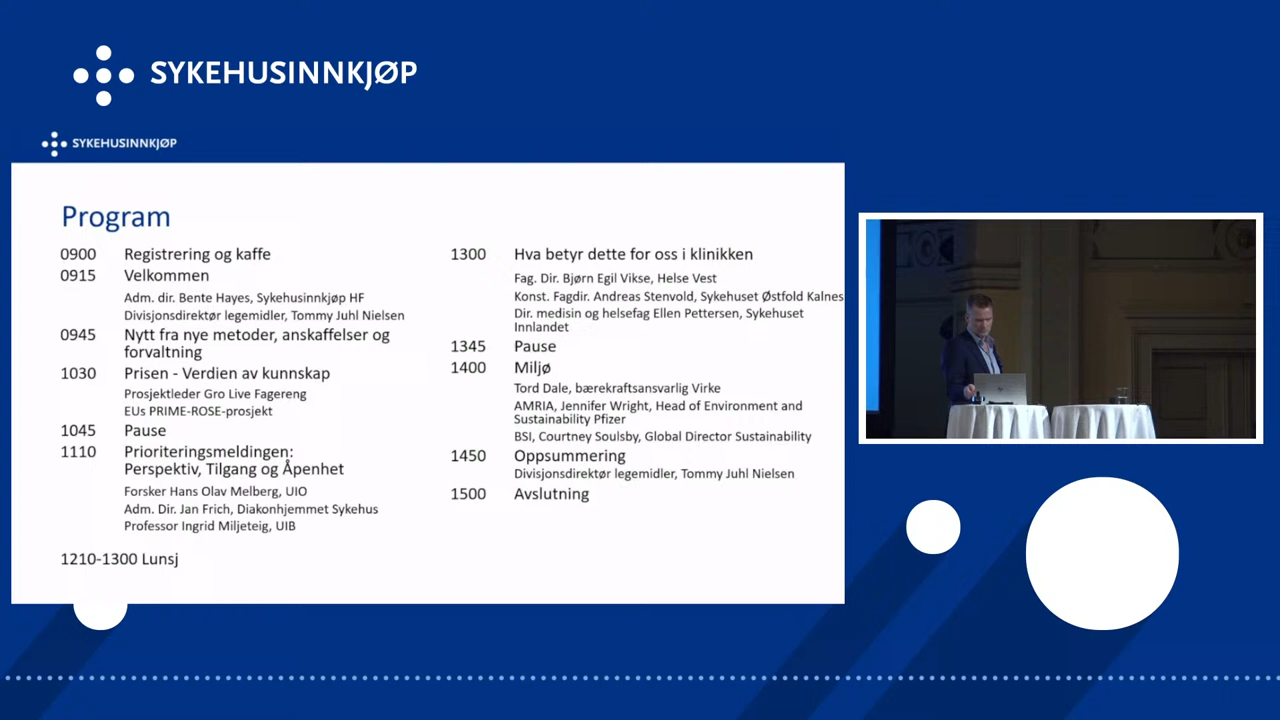 SYKEHUSINNKJØP
SYKEHUSINNKJØP
Program
0900 Registrering og kaffe
0915 Velkommen
Adm. dir. Bente Hayes, Sykehusinnkjøp HF
Divisjonsdirektør legemidler, Tommy Juhl Nielsen
0945 Nytt fra nye metoder, anskaffelser og
forvaltning
1030 Prisen - Verdien av kunnskap
Prosjektleder Gro Live Fagereng
EUs PRIME-ROSE-prosjekt
1045 Pause
1110 Prioriteringsmeldingen:
Perspektiv, Tilgang og Åpenhet
Forsker Hans Olav Melberg, UIO
Adm. Dir. Jan Frich, Diakonhjemmet Sykehus
Professor Ingrid Miljeteig, UIB
1210-1300 Lunsj
1300 Hva betyr dette for oss i klinikken
Fag. Dir. Bjørn Egil Vikse, Helse Vest
Konst. Fagdir. Andreas Stenvold, Sykehuset Østfold Kalnes
Dir. medisin og helsefag Ellen Pettersen, Sykehuset
Innlandet
1345 Pause
1400 Miljø
Tord Dale, bærekraftsansvarlig Virke
AMRIA, Jennifer Wright, Head of Environment and
Sustainability Pfizer
BSI, Courtney Soulsby, Global Director Sustainability
1450 Oppsummering
Divisjonsdirektør legemidler, Tommy Juhl Nielsen
1500 Avslutning